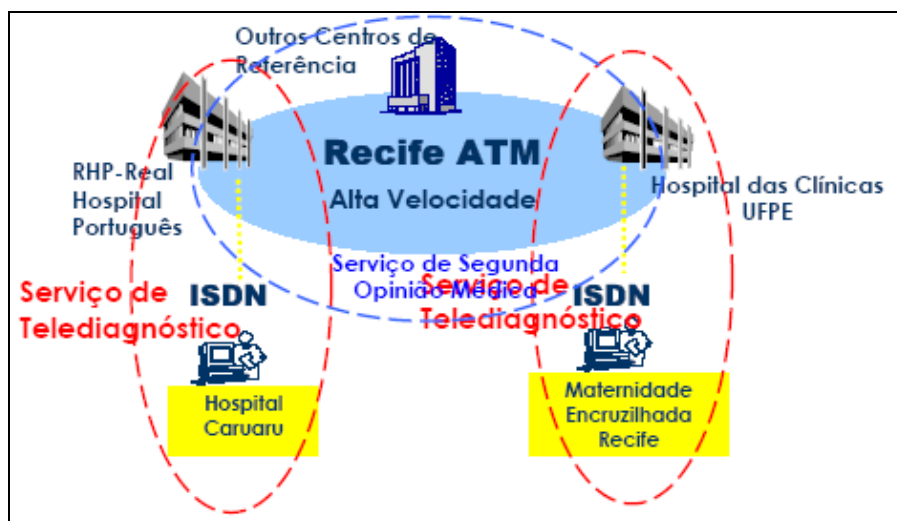 Outros Centros de
Referência
Recife ATM
Alta Velocidade
RHP-Real
Hospital
Português
Hospital das Clínicas
UFPE
Serviço de Segunda
Opinião Médica
Serviço de
Telediagnóstico
ISDN
Serviço de
Telediagnóstico
ISDN
Hospital
Caruaru
Maternidade
Encruzilhada
Recife